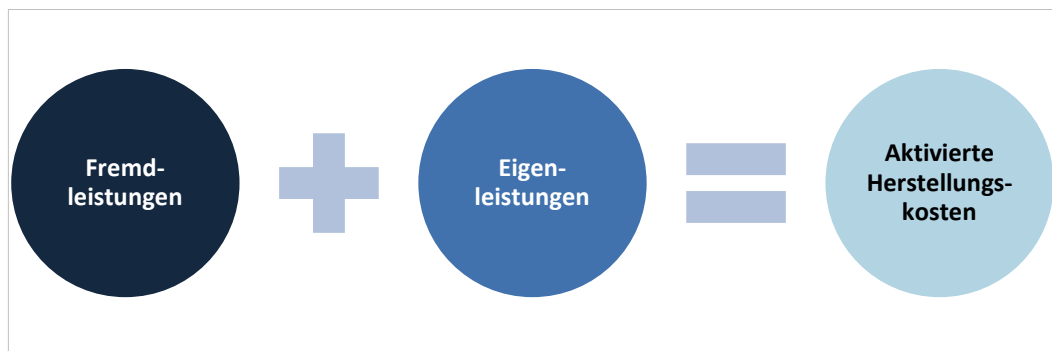 Fremd-
leistungen
Eigen-
leistungen
Aktivierte
Herstellungs-
kosten